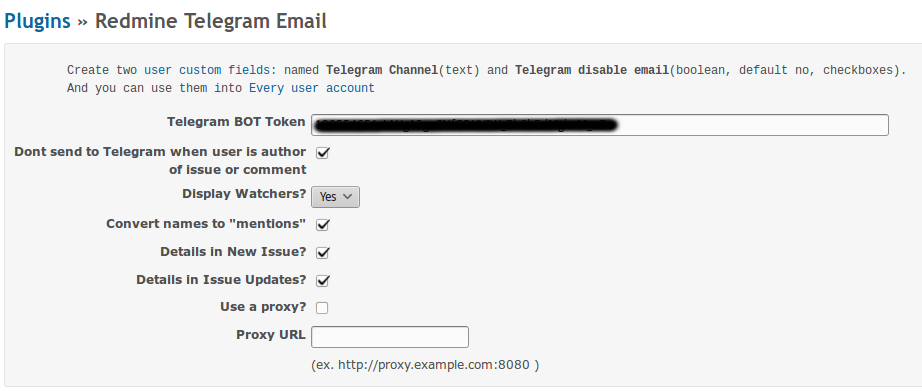 Plugins » Redmine Telegram Email
Create two user custom fields: named Telegram Channel(text) and Telegram disable email(boolean, default no, checkboxes).
And you can use them into Every user account
Telegram BOT Token
Dont send to Telegram when user is author
of issue or comment
Display Watchers? Yes
Convert names to "mentions"
Details in New Issue?
Details in Issue Updates?
Use a proxy?
Proxy URL
(ex. http://proxy.example.com:8080 )